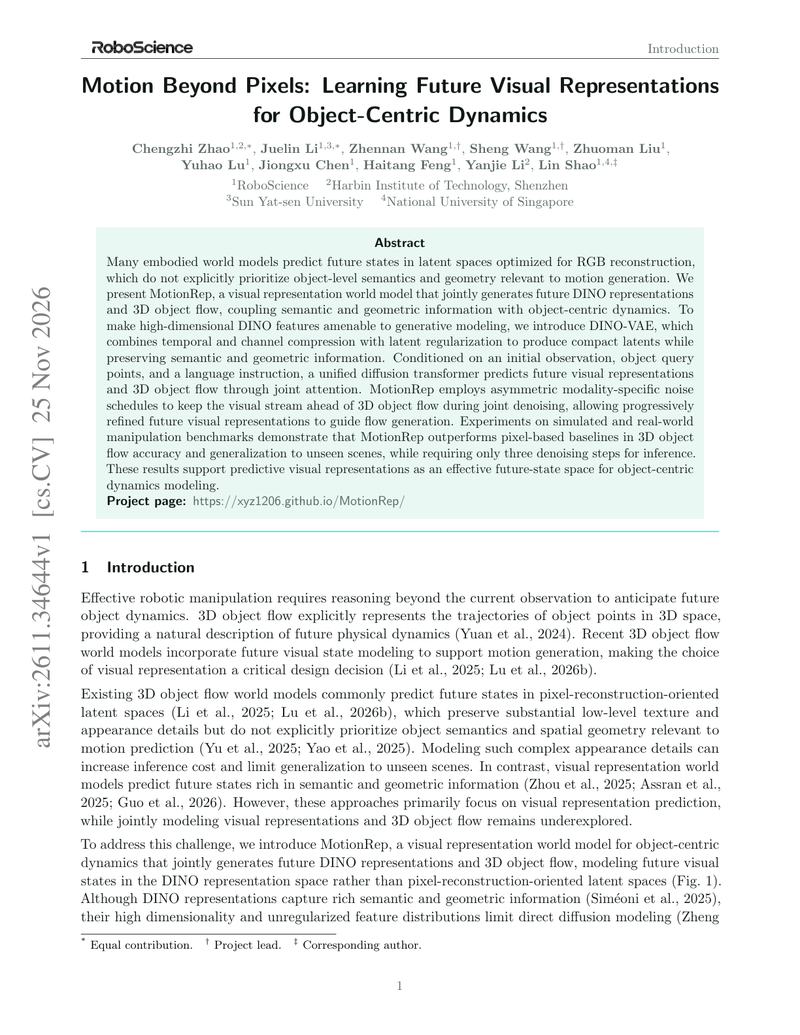 RoboScience
Introduction
Motion Beyond Pixels: Learning Future Visual Representations
for Object-Centric Dynamics
Chengzhi Zhao1,2,∗, Juelin Li1,3,∗, Zhennan Wang1,†, Sheng Wang1,†, Zhuoman Liu1,
Yuhao Lu1, Jiongxu Chen1, Haitang Feng1, Yanjie Li2, Lin Shao1,4,‡
1RoboScience 2Harbin Institute of Technology, Shenzhen
3Sun Yat-sen University 4National University of Singapore
Abstract
Many embodied world models predict future states in latent spaces optimized for RGB reconstruction,
which do not explicitly prioritize object-level semantics and geometry relevant to motion generation. We
present MotionRep, a visual representation world model that jointly generates future DINO representations
and 3D object flow, coupling semantic and geometric information with object-centric dynamics. To
make high-dimensional DINO features amenable to generative modeling, we introduce DINO-VAE, which
combines temporal and channel compression with latent regularization to produce compact latents while
preserving semantic and geometric information. Conditioned on an initial observation, object query
points, and a language instruction, a unified diffusion transformer predicts future visual representations
and 3D object flow through joint attention. MotionRep employs asymmetric modality-specific noise
schedules to keep the visual stream ahead of 3D object flow during joint denoising, allowing progressively
refined future visual representations to guide flow generation. Experiments on simulated and real-world
manipulation benchmarks demonstrate that MotionRep outperforms pixel-based baselines in 3D object
flow accuracy and generalization to unseen scenes, while requiring only three denoising steps for inference.
These results support predictive visual representations as an effective future-state space for object-centric
dynamics modeling.
Project page: https://xyz1206.github.io/MotionRep/
arXiv:2611.34644v1 [cs.CV] 25 Nov 2026
1 Introduction
Effective robotic manipulation requires reasoning beyond the current observation to anticipate future
object dynamics. 3D object flow explicitly represents the trajectories of object points in 3D space,
providing a natural description of future physical dynamics (Yuan et al., 2024). Recent 3D object flow
world models incorporate future visual state modeling to support motion generation, making the choice
of visual representation a critical design decision (Li et al., 2025; Lu et al., 2026b).
Existing 3D object flow world models commonly predict future states in pixel-reconstruction-oriented
latent spaces (Li et al., 2025; Lu et al., 2026b), which preserve substantial low-level texture and
appearance details but do not explicitly prioritize object semantics and spatial geometry relevant to
motion prediction (Yu et al., 2025; Yao et al., 2025). Modeling such complex appearance details can
increase inference cost and limit generalization to unseen scenes. In contrast, visual representation world
models predict future states rich in semantic and geometric information (Zhou et al., 2025; Assran et al.,
2025; Guo et al., 2026). However, these approaches primarily focus on visual representation prediction,
while jointly modeling visual representations and 3D object flow remains underexplored.
To address this challenge, we introduce MotionRep, a visual representation world model for object-centric
dynamics that jointly generates future DINO representations and 3D object flow, modeling future visual
states in the DINO representation space rather than pixel-reconstruction-oriented latent spaces (Fig. 1).
Although DINO representations capture rich semantic and geometric information (Siméoni et al., 2025),
their high dimensionality and unregularized feature distributions limit direct diffusion modeling (Zheng
* Equal contribution. † Project lead. ‡ Corresponding author.
1